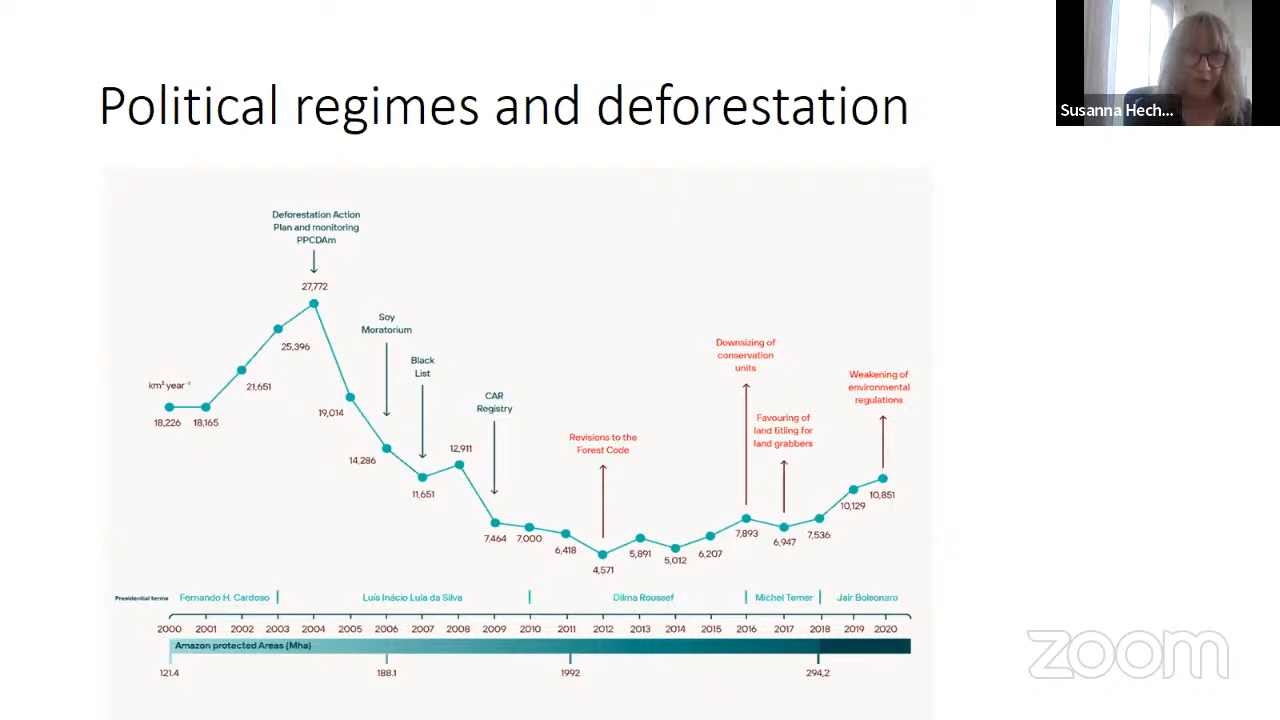 Political regimes and deforestation
Susanna Hech...
Deforestation Action
Plan and monitoring
PPCDAm
27,772
Soy
Moratorium
Black
List
CAR
Registry
Downsizing of
conservation
units
Weakening of
environmental
regulations
Favouring of
land titling for
land grabbers
Revisions to the
Forest Code
km² year⁻¹
18,226
18,165
21,651
25,396
19,014
14,286
11,651
12,911
7,464
7,000
6,418
4,571
5,891
5,012
6,207
7,893
6,947
7,536
10,129
10,851
Presidential terms
Fernando H. Cardoso
Luís Inácio Lula da Silva
Dilma Roussef
Michel Temer
Jair Bolsonaro
2000 2001 2002 2003 2004 2005 2006 2007 2008 2009 2010 2011 2012 2013 2014 2015 2016 2017 2018 2019 2020
Amazon protected Areas (Mha)
121.4 188.1 1992 294,2
zoom